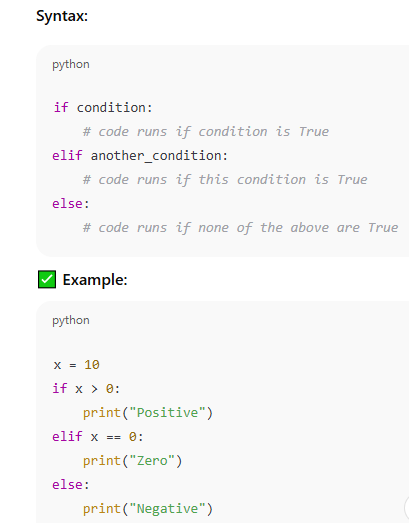 Syntax:
python
if condition:
    # code runs if condition is True
elif another_condition:
    # code runs if this condition is True
else:
    # code runs if none of the above are True
✅ Example:
python
x = 10
if x > 0:
    print("Positive")
elif x == 0:
    print("Zero")
else:
    print("Negative")